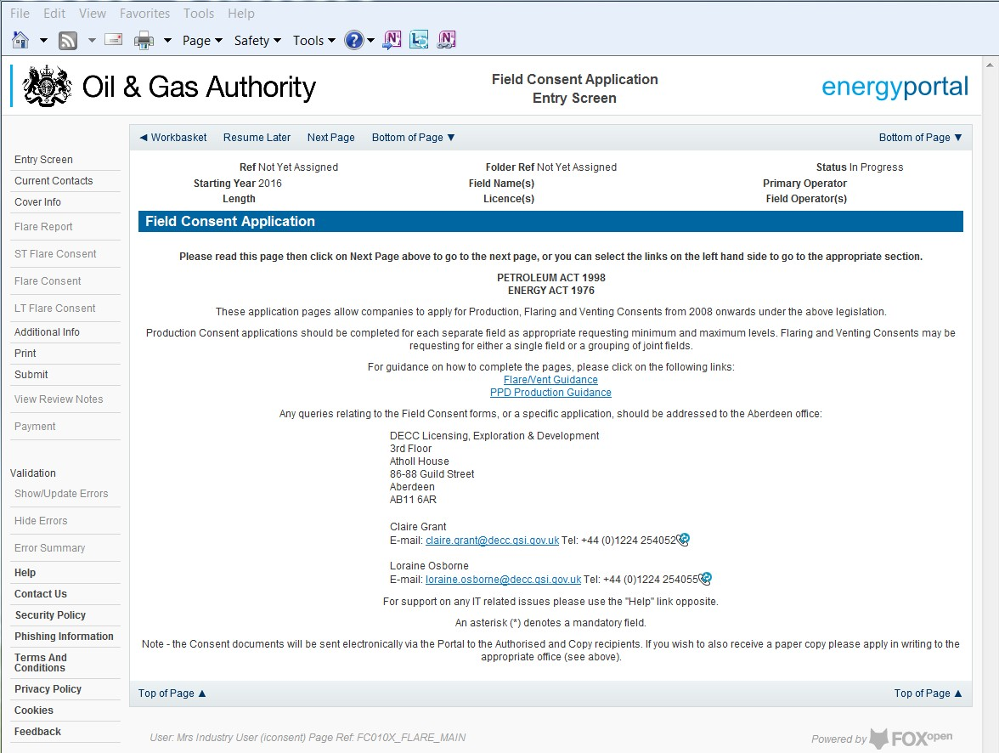 File Edit View Favorites Tools Help
Page Safety Tools
Oil & Gas Authority
Field Consent Application
Entry Screen
energyportal
◄ Workbasket Resume Later Next Page Bottom of Page ▼ Bottom of Page ▼
Entry Screen
Current Contacts
Cover Info
Flare Report
ST Flare Consent
Flare Consent
LT Flare Consent
Additional Info
Print
Submit
View Review Notes
Payment
Validation
Show/Update Errors
Hide Errors
Error Summary
Help
Contact Us
Security Policy
Phishing Information
Terms And
Conditions
Privacy Policy
Cookies
Feedback
Ref Not Yet Assigned Folder Ref Not Yet Assigned Status In Progress
Starting Year 2016 Field Name(s) Primary Operator
Length Licence(s) Field Operator(s)
Field Consent Application
Please read this page then click on Next Page above to go to the next page, or you can select the links on the left hand side to go to the appropriate section.
PETROLEUM ACT 1998
ENERGY ACT 1976
These application pages allow companies to apply for Production, Flaring and Venting Consents from 2008 onwards under the above legislation.
Production Consent applications should be completed for each separate field as appropriate requesting minimum and maximum levels. Flaring and Venting Consents may be
requesting for either a single field or a grouping of joint fields.
For guidance on how to complete the pages, please click on the following links:
Flare/Vent Guidance
PPD Production Guidance
Any queries relating to the Field Consent forms, or a specific application, should be addressed to the Aberdeen office:
DECC Licensing, Exploration & Development
3rd Floor
Atholl House
86-88 Guild Street
Aberdeen
AB11 6AR
Claire Grant
E-mail: claire.grant@decc.gsi.gov.uk Tel: +44 (0)1224 254052
Loraine Osborne
E-mail: loraine.osborne@decc.gsi.gov.uk Tel: +44 (0)1224 254055
For support on any IT related issues please use the "Help" link opposite.
An asterisk (*) denotes a mandatory field.
Note - the Consent documents will be sent electronically via the Portal to the Authorised and Copy recipients. If you wish to also receive a paper copy please apply in writing to the
appropriate office (see above).
Top of Page ▲ Top of Page ▲
User: Mrs Industry User (iconsent) Page Ref: FC010X_FLARE_MAIN
Powered by FOXopen